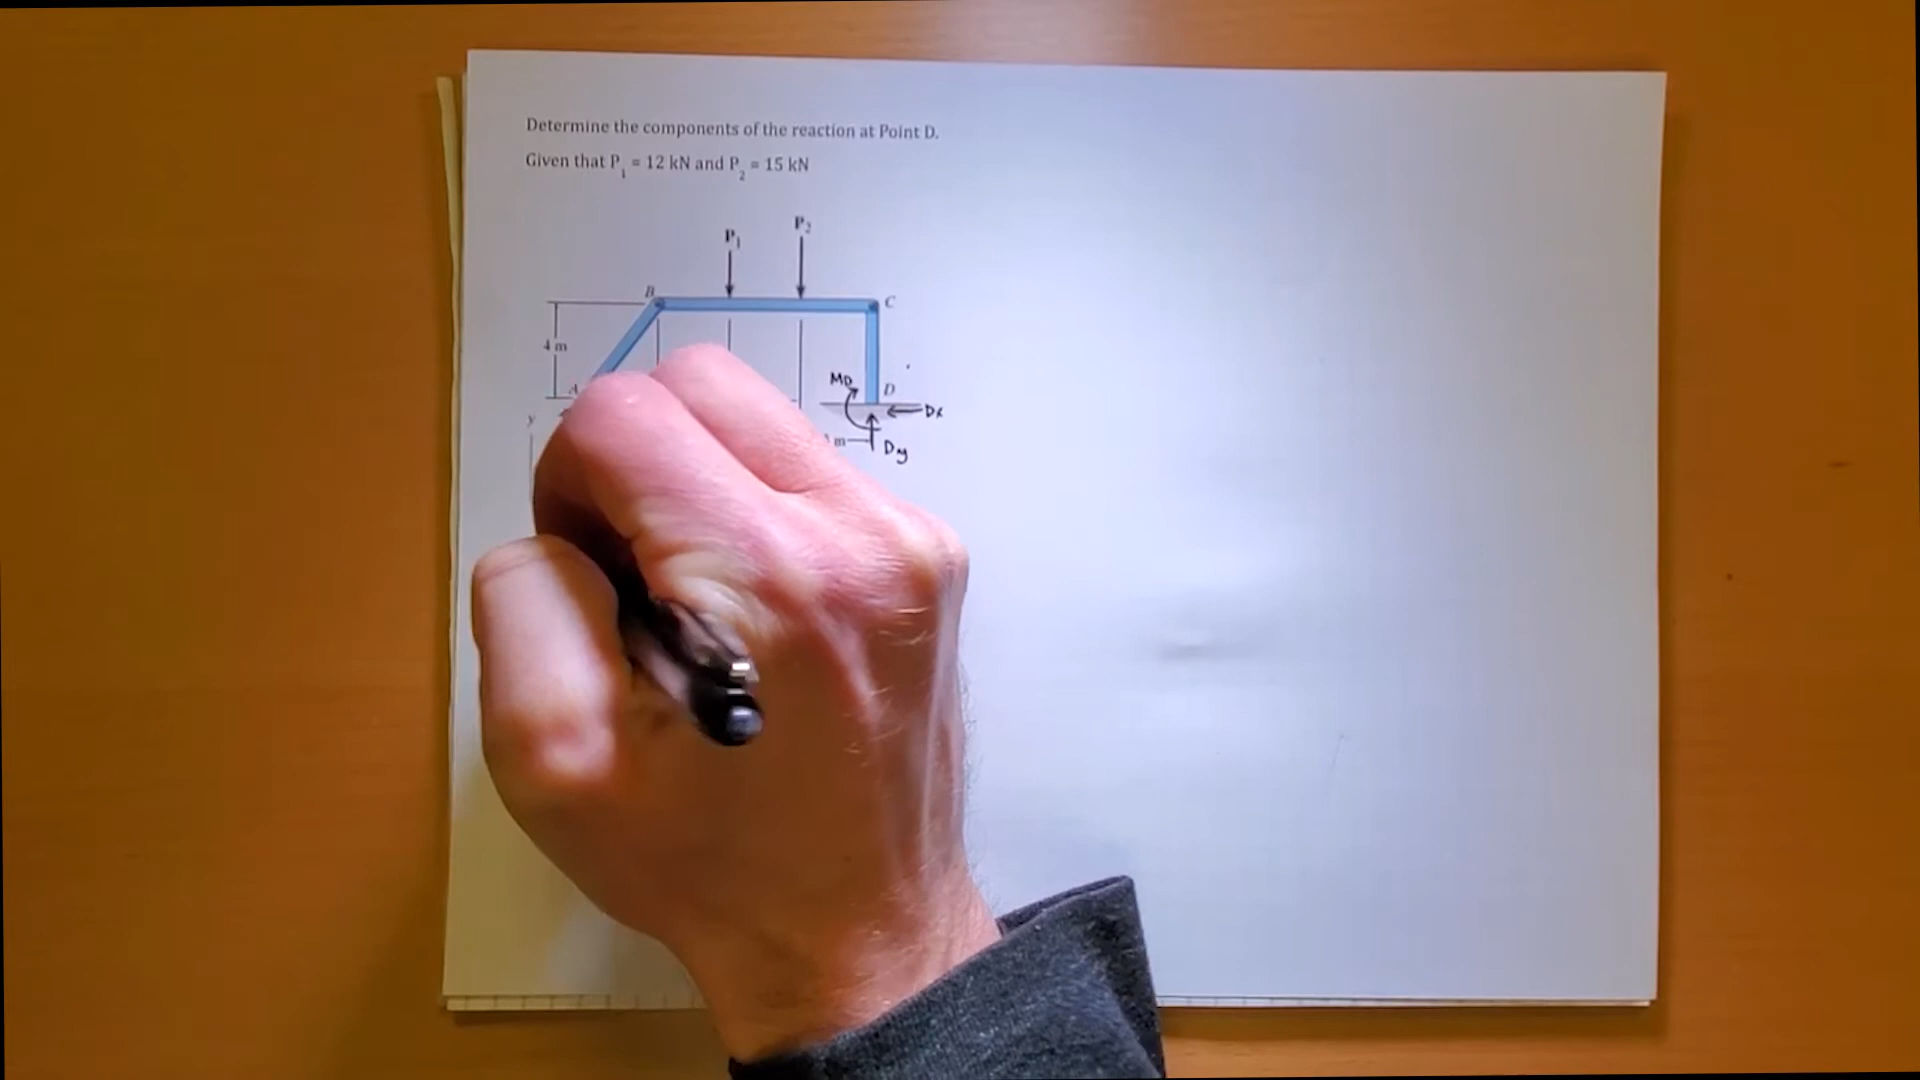 Determine the components of the reaction at Point D.
Given that P₁ = 12 kN and P₂ = 15 kN
P₂
P₁
B
C
4 m
MD
D
A
Dx
y
m
Dy